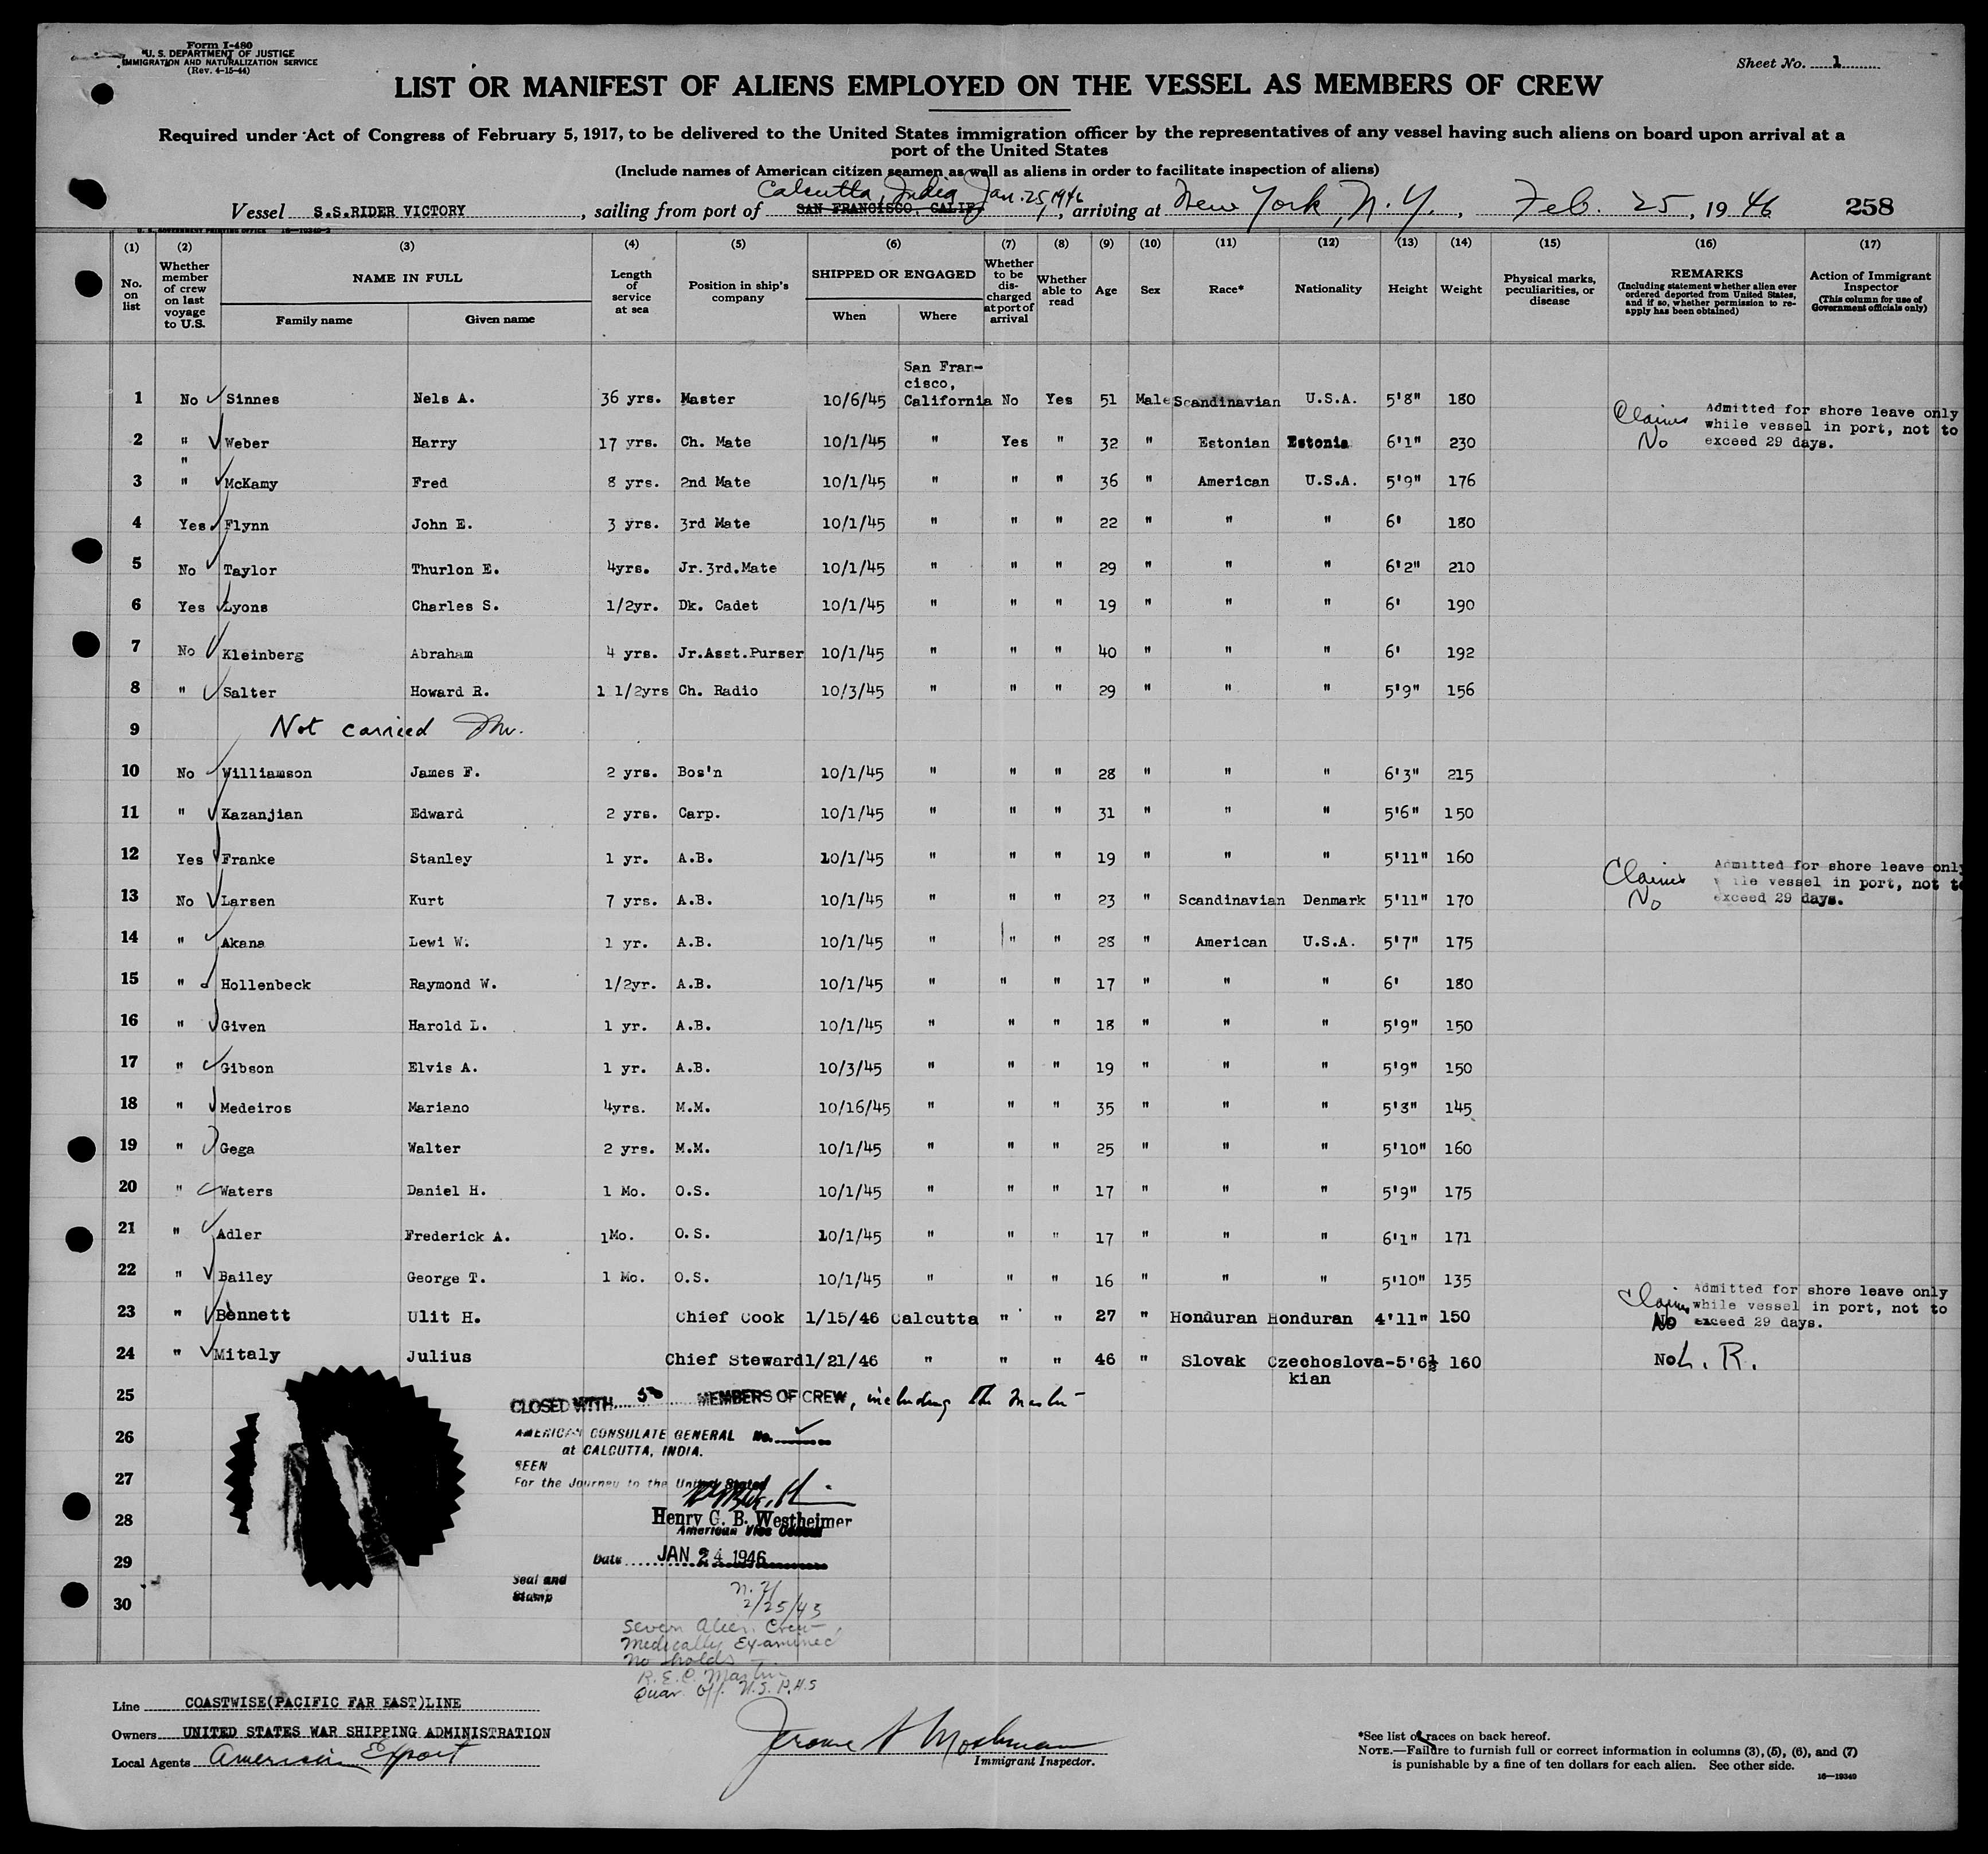 Form I-480
U. S. DEPARTMENT OF JUSTICE
IMMIGRATION AND NATURALIZATION SERVICE
(Rev. 4-15-44)
Sheet No. 1
LIST OR MANIFEST OF ALIENS EMPLOYED ON THE VESSEL AS MEMBERS OF CREW
Required under Act of Congress of February 5, 1917, to be delivered to the United States immigration officer by the representatives of any vessel having such aliens on board upon arrival at a
port of the United States
(Include names of American citizen seamen as well as aliens in order to facilitate inspection of aliens)
Calcutta, India Jan. 25, 1946
Vessel S.S.RIDER VICTORY, sailing from port of SAN FRANCISCO, CALIF., arriving at New York, N. Y., Feb. 25, 1946 258
U. S. GOVERNMENT PRINTING OFFICE 16-19349-2
(1) (2) (3) (4) (5) (6) (7) (8) (9) (10) (11) (12) (13) (14) (15) (16) (17)
No. on list
Whether member of crew on last voyage to U.S.
NAME IN FULL
Family name Given name
Length of service at sea
Position in ship's company
SHIPPED OR ENGAGED
When Where
Whether to be discharged at port of arrival
Whether able to read
Age Sex Race* Nationality Height Weight
Physical marks, peculiarities, or disease
REMARKS
(Including statement whether alien ever ordered deported from United States, and if so, whether permission to re-apply has been obtained)
Action of Immigrant Inspector
(This column for use of Government officials only)
San Fran-
cisco,
1 No Sinnes Nels A. 36 yrs. Master 10/6/45 California No Yes 51 Male Scandinavian U.S.A. 5'8" 180
Claims Admitted for shore leave only
while vessel in port, not to
2 " Weber Harry 17 yrs. Ch. Mate 10/1/45 " Yes " 32 " Estonian Estonia 6'1" 230 No exceed 29 days.
"
3 " McKamy Fred 8 yrs. 2nd Mate 10/1/45 " " " 36 " American U.S.A. 5'9" 176
4 Yes Flynn John E. 3 yrs. 3rd Mate 10/1/45 " " " 22 " " " 6' 180
5 No Taylor Thurlon E. 4yrs. Jr.3rd.Mate 10/1/45 " " " 29 " " " 6'2" 210
6 Yes Lyons Charles S. 1/2yr. Dk. Cadet 10/1/45 " " " 19 " " " 6' 190
7 No Kleinberg Abraham 4 yrs. Jr.Asst.Purser 10/1/45 " " " 40 " " " 6' 192
8 " Salter Howard R. 1 1/2yrs Ch. Radio 10/3/45 " " " 29 " " " 5'9" 156
9 Not carried
10 No Williamson James F. 2 yrs. Bos'n 10/1/45 " " " 28 " " " 6'3" 215
11 " Kazanjian Edward 2 yrs. Carp. 10/1/45 " " " 31 " " " 5'6" 150
12 Yes Franke Stanley 1 yr. A.B. 10/1/45 " " " 19 " " " 5'11" 160
Claims Admitted for shore leave only
while vessel in port, not to
13 No Larsen Kurt 7 yrs. A.B. 10/1/45 " " " 23 " Scandinavian Denmark 5'11" 170 No exceed 29 days.
14 " Akana Lewi W. 1 yr. A.B. 10/1/45 " " " 28 " American U.S.A. 5'7" 175
15 " Hollenbeck Raymond W. 1/2yr. A.B. 10/1/45 " " " 17 " " " 6' 180
16 " Given Harold L. 1 yr. A.B. 10/1/45 " " " 18 " " " 5'9" 150
17 " Gibson Elvis A. 1 yr. A.B. 10/3/45 " " " 19 " " " 5'9" 150
18 " Medeiros Mariano 4yrs. M.M. 10/16/45 " " " 35 " " " 5'3" 145
19 " Gega Walter 2 yrs. M.M. 10/1/45 " " " 25 " " " 5'10" 160
20 " Waters Daniel H. 1 Mo. O.S. 10/1/45 " " " 17 " " " 5'9" 175
21 " Adler Frederick A. 1Mo. O.S. 10/1/45 " " " 17 " " " 6'1" 171
22 " Bailey George T. 1 Mo. O.S. 10/1/45 " " " 16 " " " 5'10" 135
Claims Admitted for shore leave only
while vessel in port, not to
23 " Bennett Ulit H. Chief Cook 1/15/46 Calcutta " " 27 " Honduran Honduran 4'11" 150 No exceed 29 days.
24 " Mitaly Julius Chief Steward 1/21/46 " " " 46 " Slovak Czechoslova- 5'6½ 160 No L. R.
kian
25
CLOSED WITH 50 MEMBERS OF CREW, including the Master
26
AMERICAN CONSULATE GENERAL No.
at CALCUTTA, INDIA.
SEEN
27
For the Journey to the United States
28
Henry G. B. Westheimer
American Vice Consul
29
Date JAN 24 1946
Seal and
Stamp
30
N. Y.
2/25/45
Seven Alien Crew
Medically Examined
No holds
R.E.C. Martin
Quar. Off. U.S.P.H.S
Line COASTWISE(PACIFIC FAR EAST)LINE
Owners UNITED STATES WAR SHIPPING ADMINISTRATION
Local Agents American Export
Immigrant Inspector.
*See list of races on back hereof.
NOTE.—Failure to furnish full or correct information in columns (3), (5), (6), and (7)
is punishable by a fine of ten dollars for each alien. See other side.
16—19349